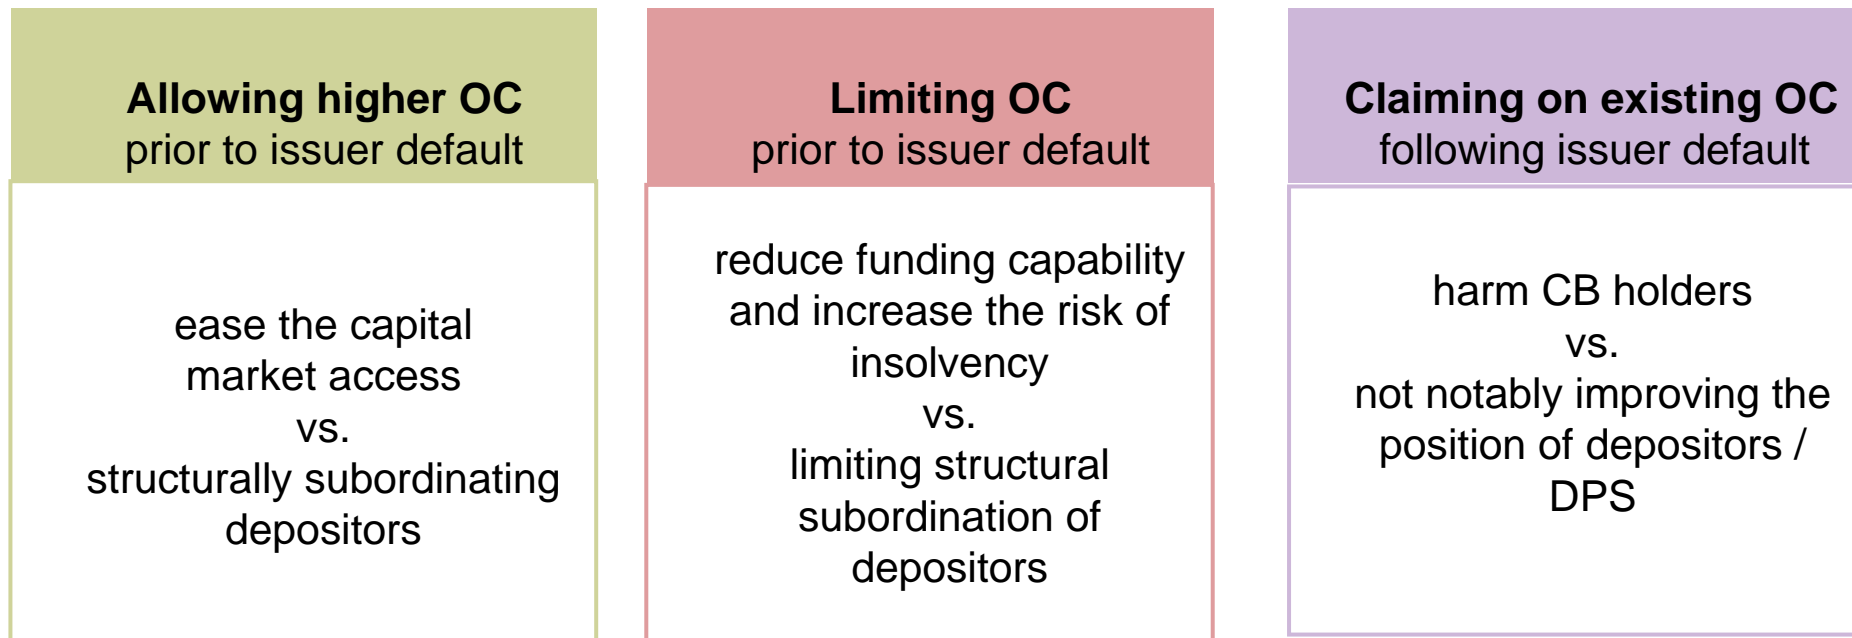 Allowing higher OC
prior to issuer default
ease the capital
market access
vs.
structurally subordinating
depositors
Limiting OC
prior to issuer default
reduce funding capability
and increase the risk of
insolvency
vs.
limiting structural
subordination of
depositors
Claiming on existing OC
following issuer default
harm CB holders
vs.
not notably improving the
position of depositors /
DPS